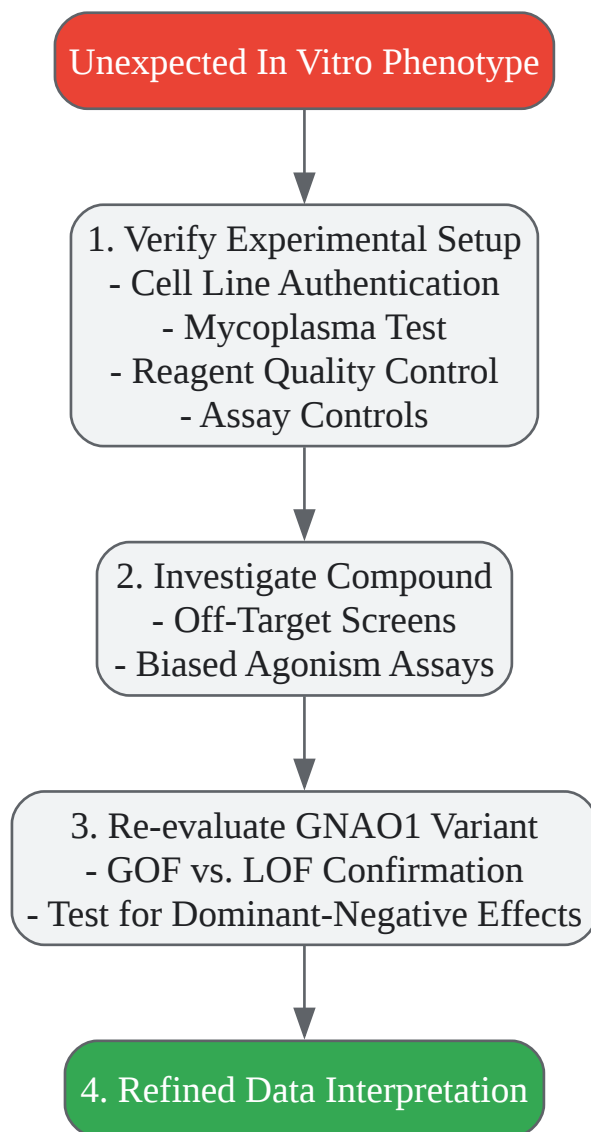 Unexpected In Vitro Phenotype
1. Verify Experimental Setup
- Cell Line Authentication
- Mycoplasma Test
- Reagent Quality Control
- Assay Controls
2. Investigate Compound
- Off-Target Screens
- Biased Agonism Assays
3. Re-evaluate GNAO1 Variant
- GOF vs. LOF Confirmation
- Test for Dominant-Negative Effects
4. Refined Data Interpretation